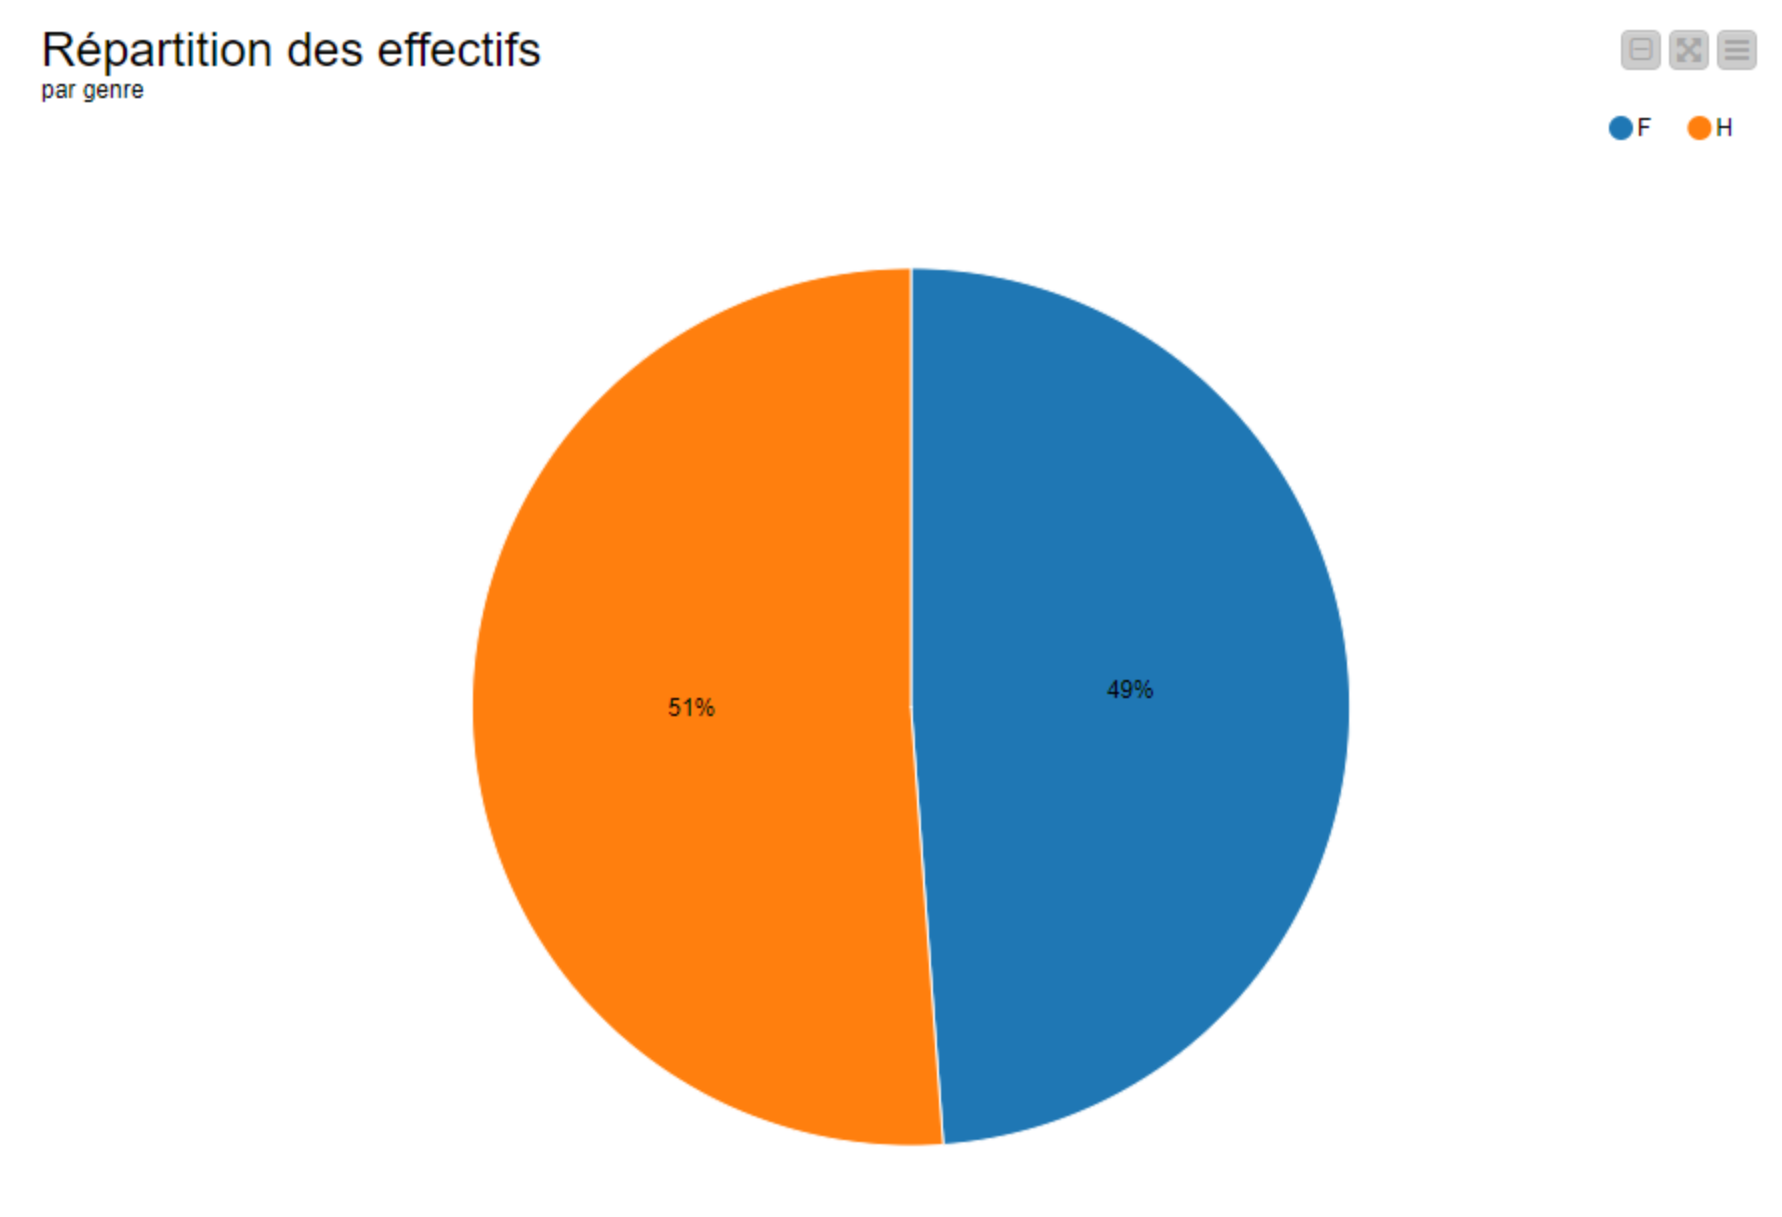 Répartition des effectifs
par genre
F H
49%
51%